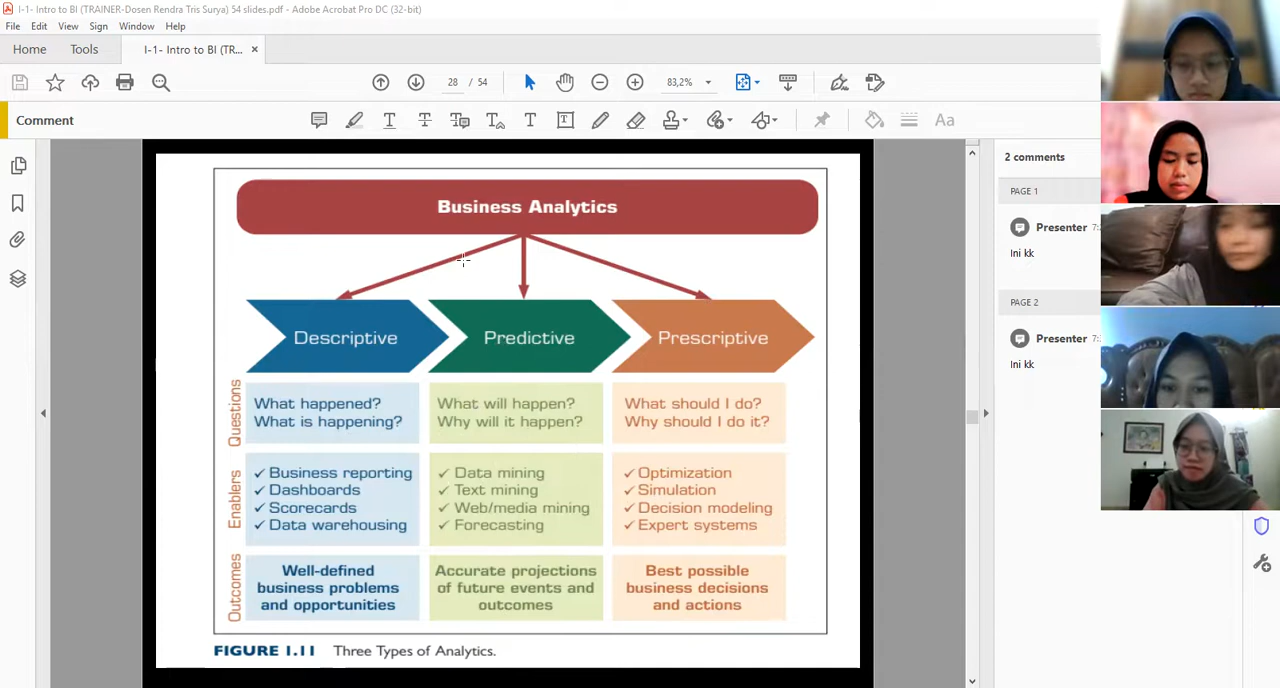 I-1- Intro to BI (TRAINER-Dosen Rendra Tris Surya) 54 slides.pdf - Adobe Acrobat Pro DC (32-bit)
File Edit View Sign Window Help
Home Tools I-1- Intro to BI (TR... ×
28 / 54 83,2%
Comment
Aa
Business Analytics
Descriptive Predictive Prescriptive
Questions
What happened?
What is happening?
What will happen?
Why will it happen?
What should I do?
Why should I do it?
Enablers
✓ Business reporting
✓ Dashboards
✓ Scorecards
✓ Data warehousing
✓ Data mining
✓ Text mining
✓ Web/media mining
✓ Forecasting
✓ Optimization
✓ Simulation
✓ Decision modeling
✓ Expert systems
Outcomes
Well-defined
business problems
and opportunities
Accurate projections
of future events and
outcomes
Best possible
business decisions
and actions
FIGURE 1.11 Three Types of Analytics.
2 comments
PAGE 1
Presenter 7:
Ini kk
PAGE 2
Presenter 7:
Ini kk